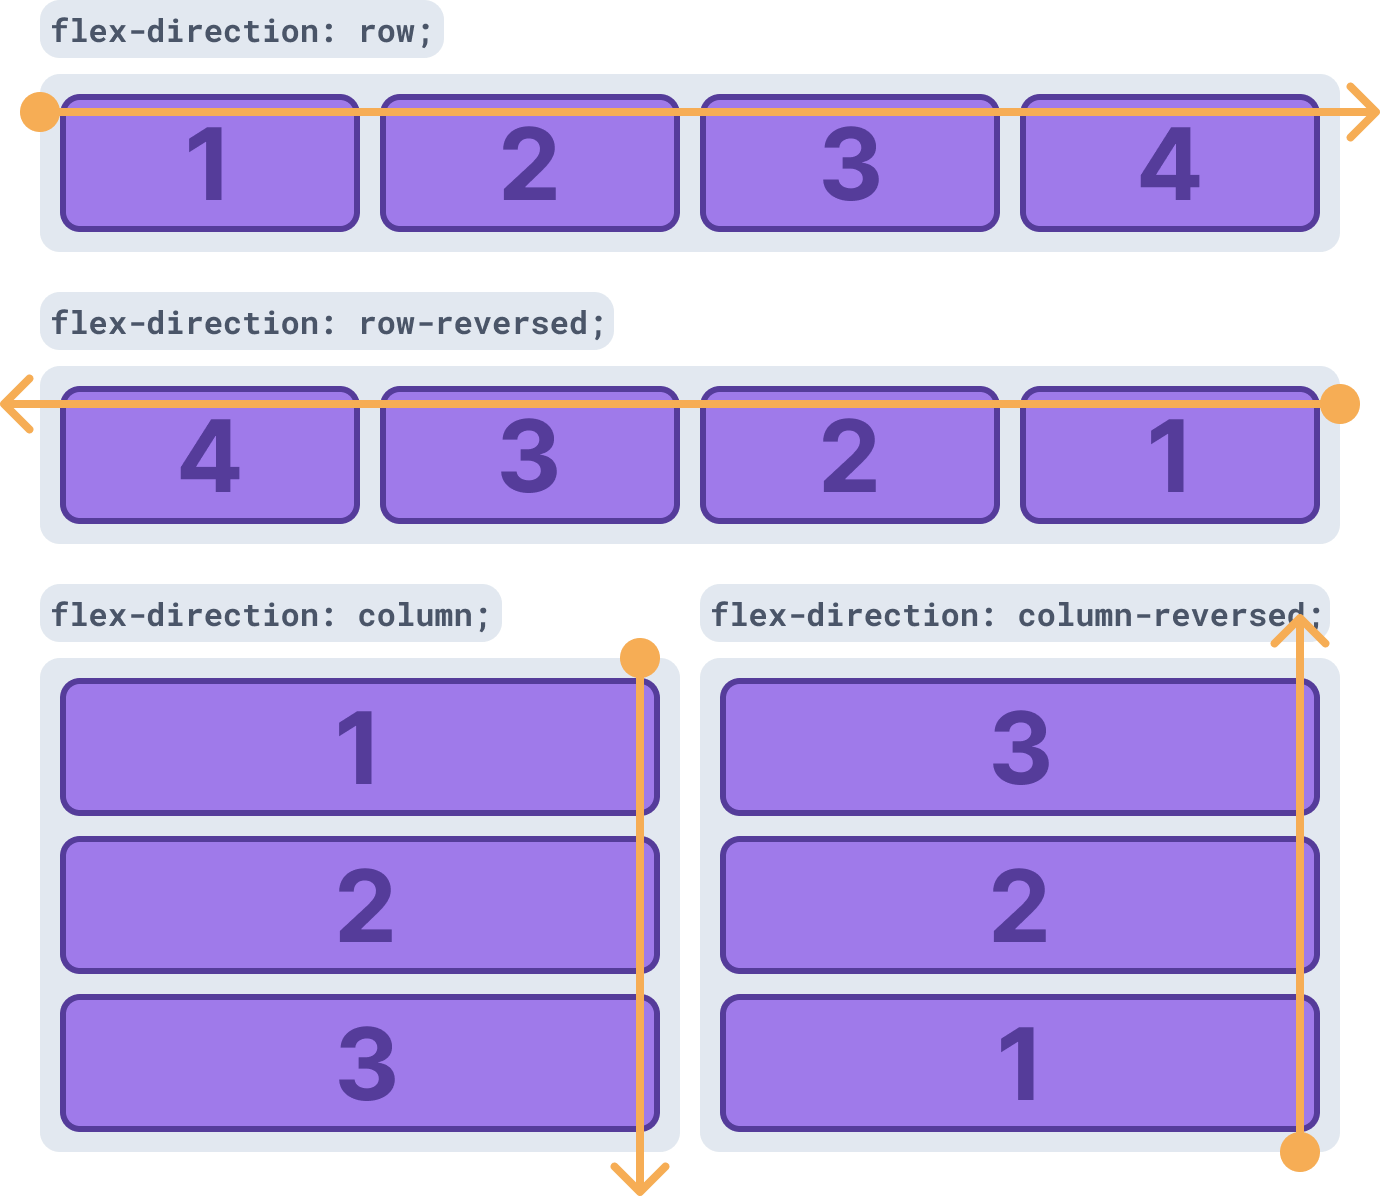 flex-direction: row;
1 2 3 4
flex-direction: row-reversed;
4 3 2 1
flex-direction: column;
1
2
3
flex-direction: column-reversed;
3
2
1